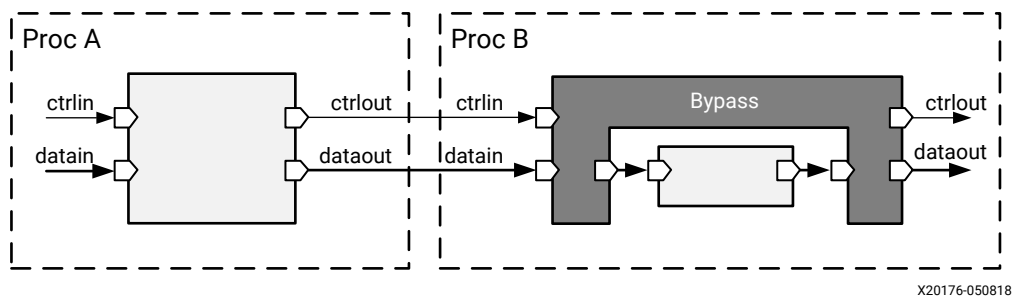 Proc A
Proc B
Bypass
ctrlin
ctrlout
ctrlin
ctrlout
datain
dataout
datain
dataout
X20176-050818